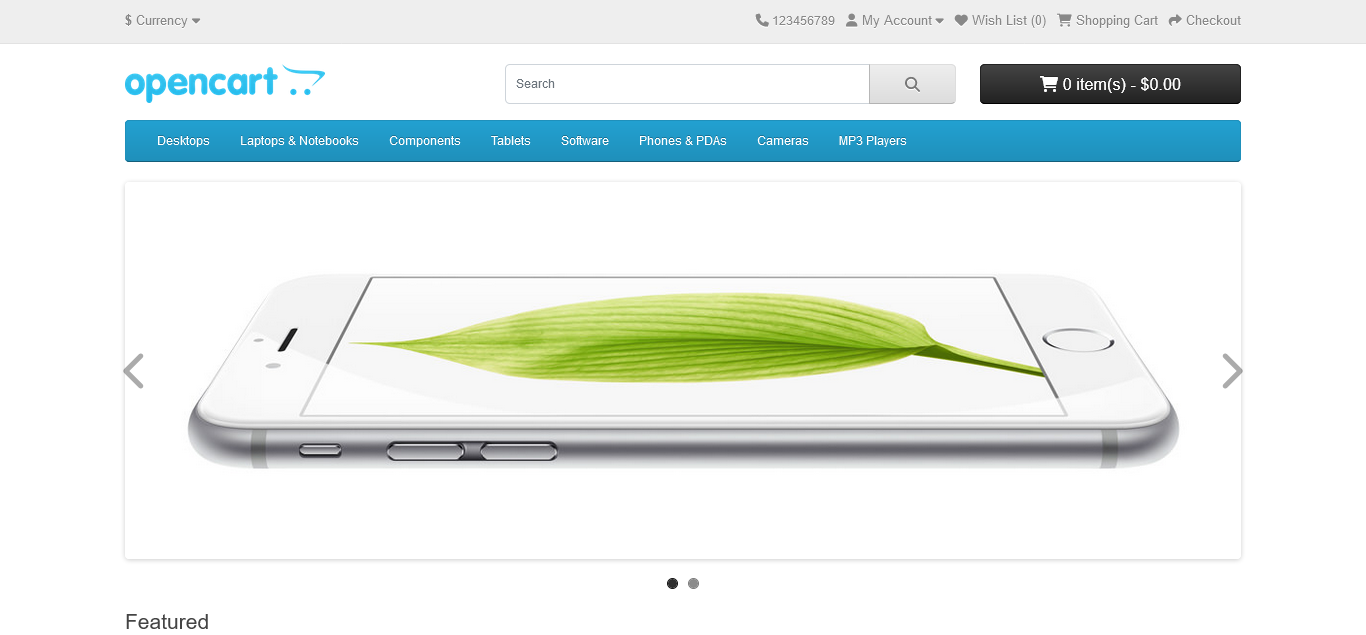 $ Currency
123456789 My Account Wish List (0) Shopping Cart Checkout
opencart
Search
0 item(s) - $0.00
Desktops Laptops & Notebooks Components Tablets Software Phones & PDAs Cameras MP3 Players
Featured